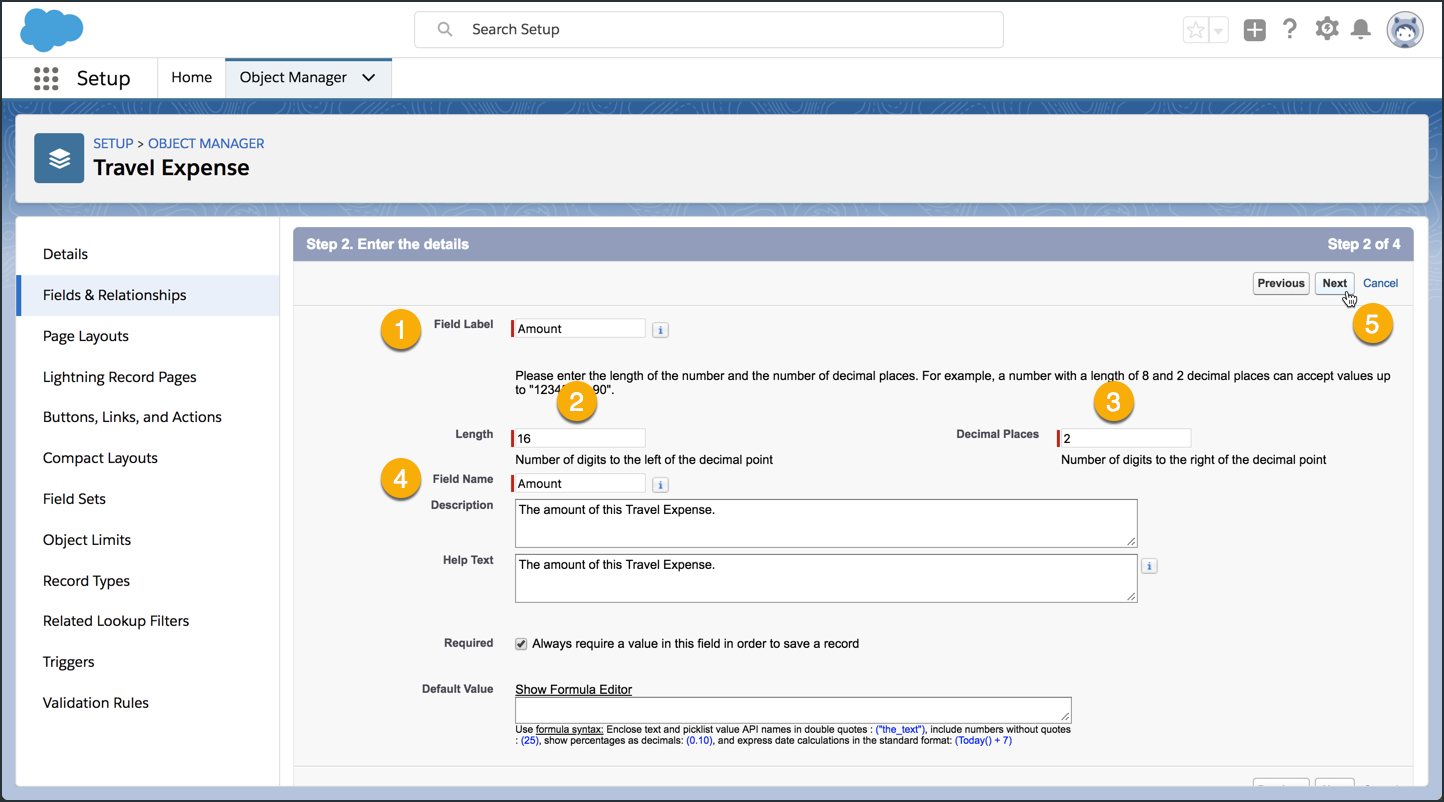 Search Setup
Setup
Home
Object Manager
SETUP > OBJECT MANAGER
Travel Expense
Details
Fields & Relationships
Page Layouts
Lightning Record Pages
Buttons, Links, and Actions
Compact Layouts
Field Sets
Object Limits
Record Types
Related Lookup Filters
Triggers
Validation Rules
Step 2. Enter the details
Step 2 of 4
Previous
Next
Cancel
5
1
Field Label
Amount
i
Please enter the length of the number and the number of decimal places. For example, a number with a length of 8 and 2 decimal places can accept values up
to
2
3
Length
16
Decimal Places
2
Number of digits to the left of the decimal point
Number of digits to the right of the decimal point
4
Field Name
Amount
i
Description
The amount of this Travel Expense.
Help Text
The amount of this Travel Expense.
i
Required
Always require a value in this field in order to save a record
Default Value
Show Formula Editor
Use formula syntax: Enclose text and picklist value API names in double quotes : ("the_text"), include numbers without quotes
: (25), show percentages as decimals: (0.10), and express date calculations in the standard format: (Today() + 7)